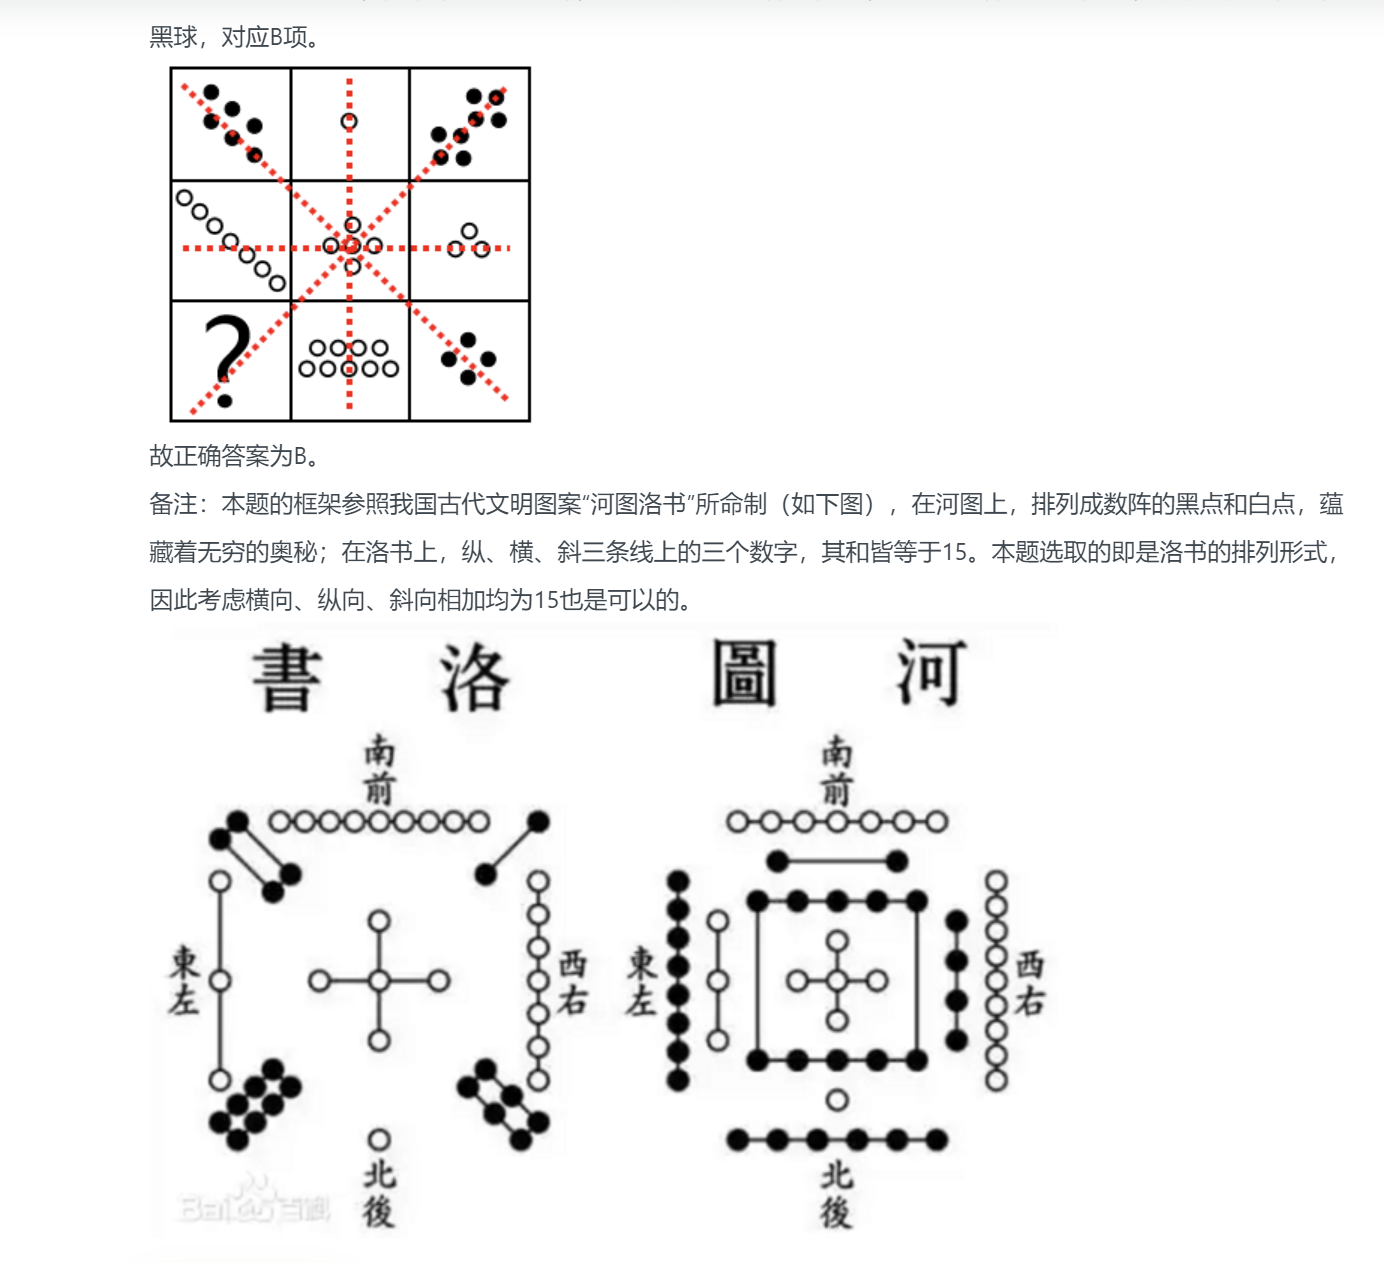 黑球，对应B项。
?
故正确答案为B。
备注：本题的框架参照我国古代文明图案“河图洛书”所命制（如下图），在河图上，排列成数阵的黑点和白点，蕴
藏着无穷的奥秘；在洛书上，纵、横、斜三条线上的三个数字，其和皆等于15。本题选取的即是洛书的排列形式，
因此考虑横向、纵向、斜向相加均为15也是可以的。
書 洛 圖 河
南前 南前
東左 西右 東左 西右
北後 北後
Baidu百科